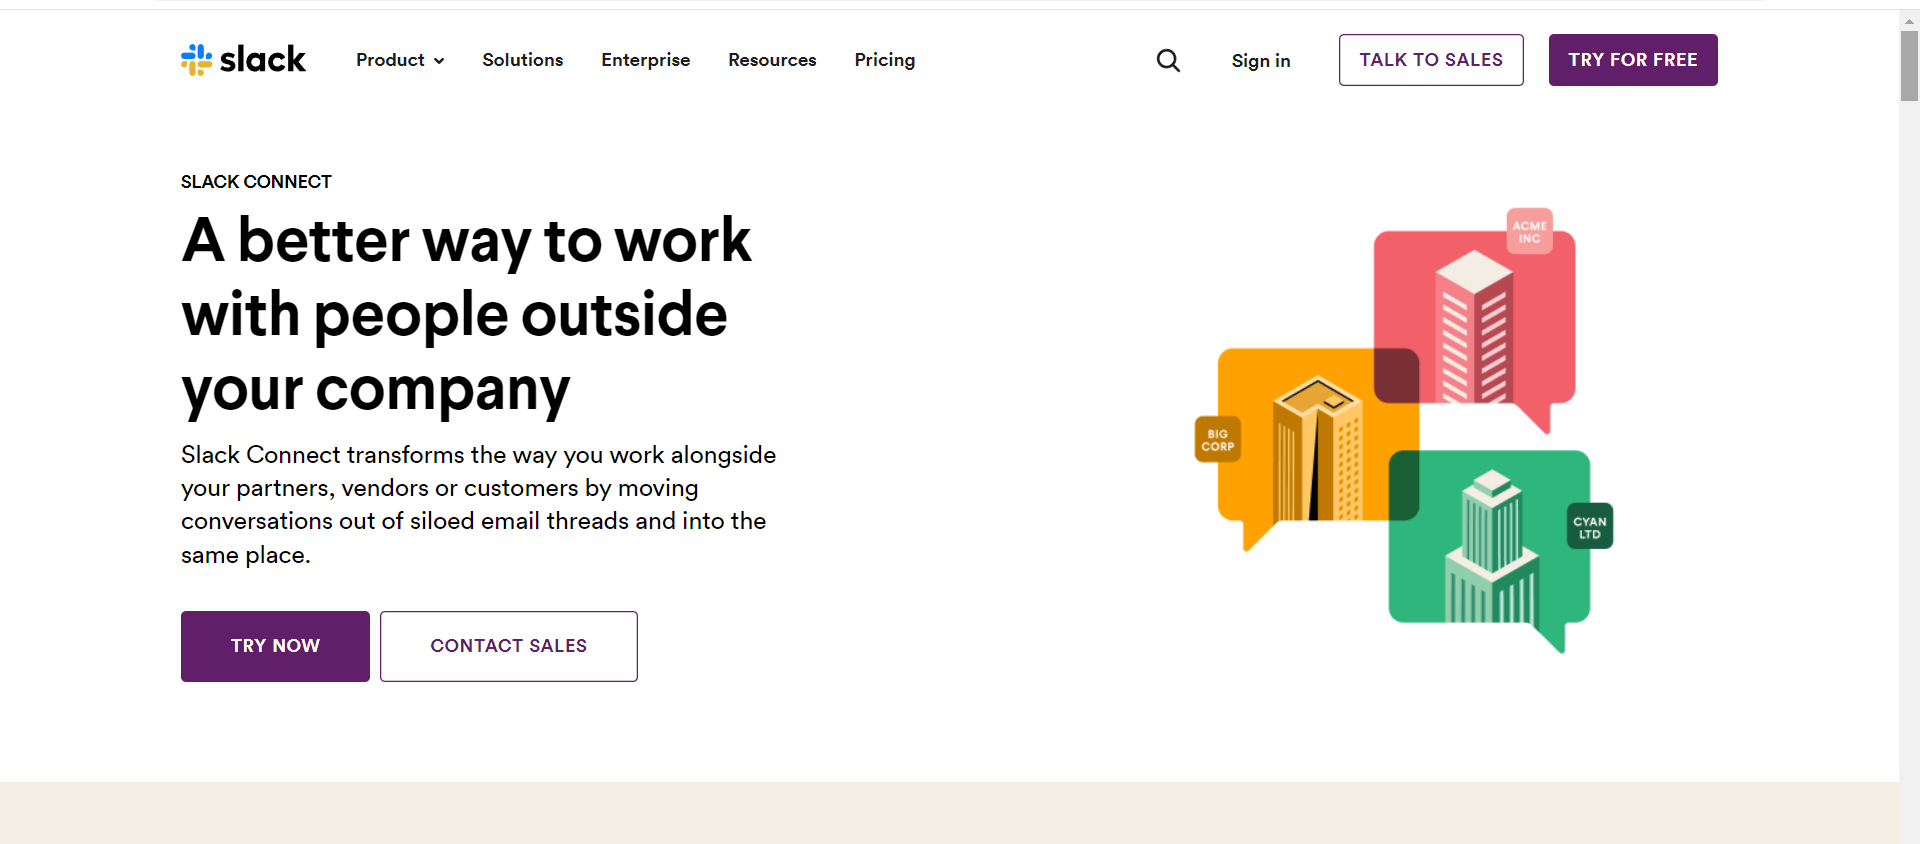 slack Product Solutions Enterprise Resources Pricing Sign in TALK TO SALES TRY FOR FREE
SLACK CONNECT
A better way to work
with people outside
your company
Slack Connect transforms the way you work alongside
your partners, vendors or customers by moving
conversations out of siloed email threads and into the
same place.
TRY NOW CONTACT SALES
ACME
INC
BIG
CORP
CYAN
LTD